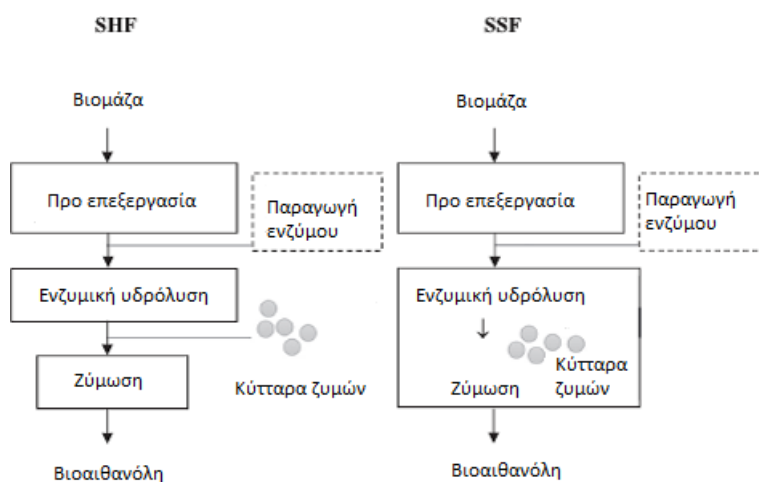 SHF
Βιομάζα
Προ επεξεργασία
Παραγωγή
ενζύμου
Ενζυμική υδρόλυση
Ζύμωση
Κύτταρα ζυμών
Βιοαιθανόλη
SSF
Βιομάζα
Προ επεξεργασία
Παραγωγή
ενζύμου
Ενζυμική υδρόλυση
Κύτταρα
ζυμών
Ζύμωση
Βιοαιθανόλη